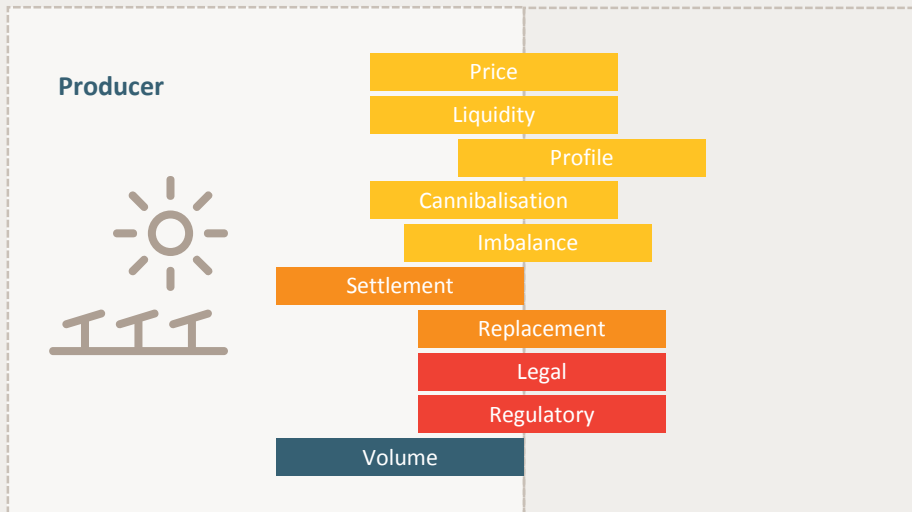 Producer
Price
Liquidity
Profile
Cannibalisation
Imbalance
Settlement
Replacement
Legal
Regulatory
Volume